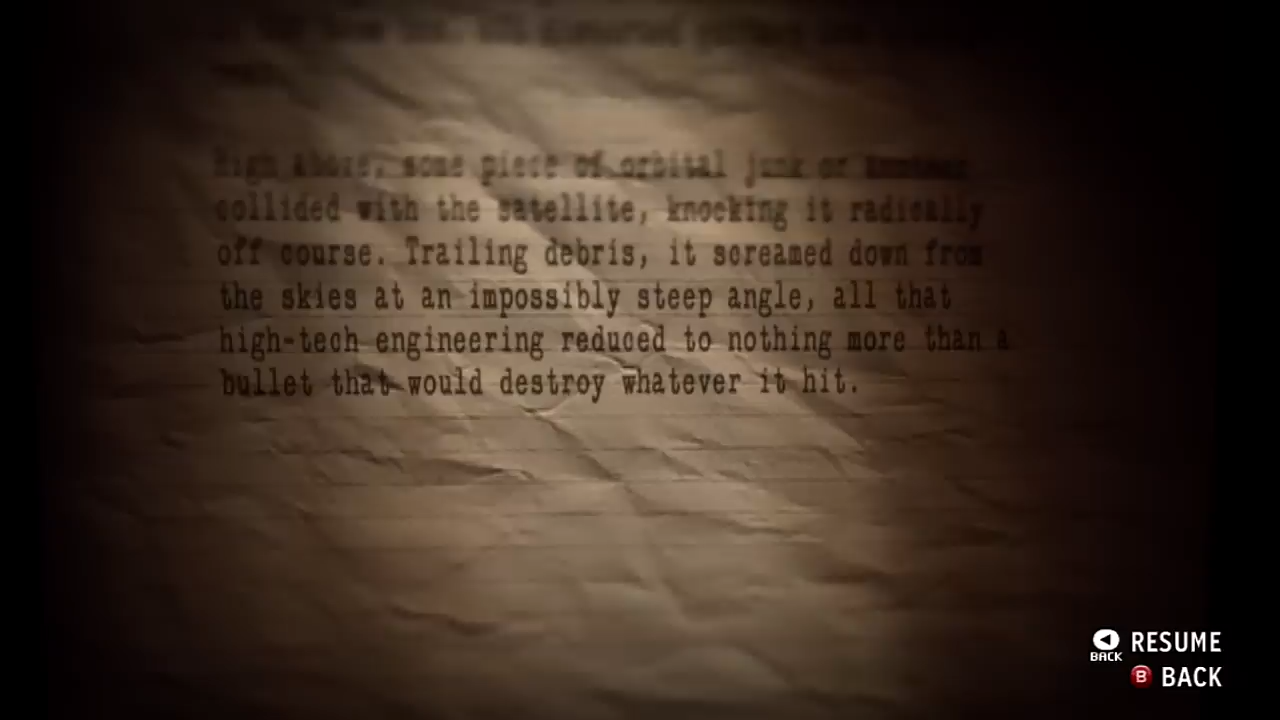 High above, some piece of orbital junk or
collided with the satellite, knocking it radically
off course. Trailing debris, it screamed down from
the skies at an impossibly steep angle, all that
high-tech engineering reduced to nothing more than a
bullet that would destroy whatever it hit.
BACK RESUME
B BACK